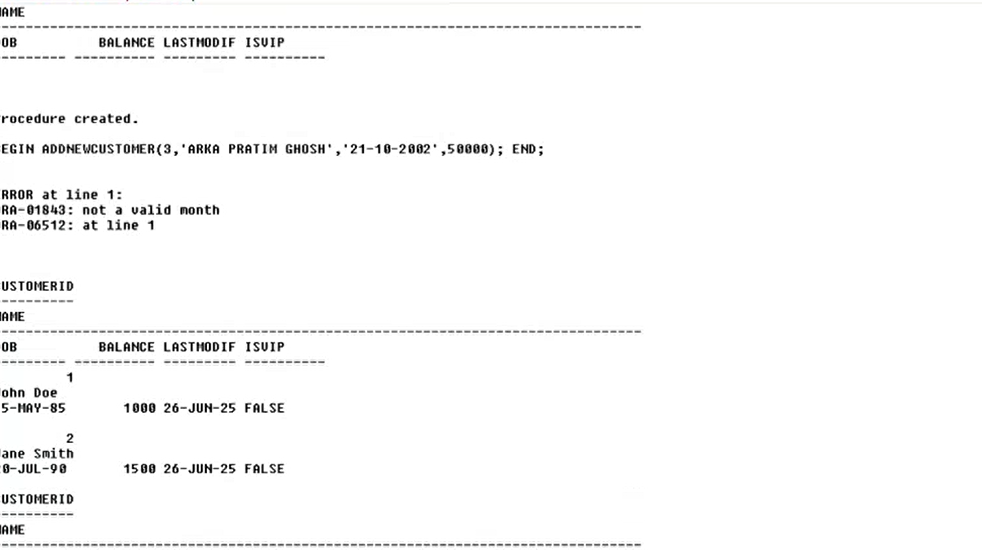 NAME
--------------------------------------------------------------------------------
OB        BALANCE LASTMODIF ISVIP
--------- ---------- --------- ----------
rocedure created.
EGIN ADDNEWCUSTOMER(3,'ARKA PRATIM GHOSH','21-10-2002',50000); END;
RROR at line 1:
RA-01843: not a valid month
RA-06512: at line 1
USTOMERID
----------
NAME
--------------------------------------------------------------------------------
OB        BALANCE LASTMODIF ISVIP
--------- ---------- --------- ----------
1
ohn Doe
5-MAY-85       1000 26-JUN-25 FALSE
2
ane Smith
0-JUL-90       1500 26-JUN-25 FALSE
USTOMERID
----------
NAME
--------------------------------------------------------------------------------